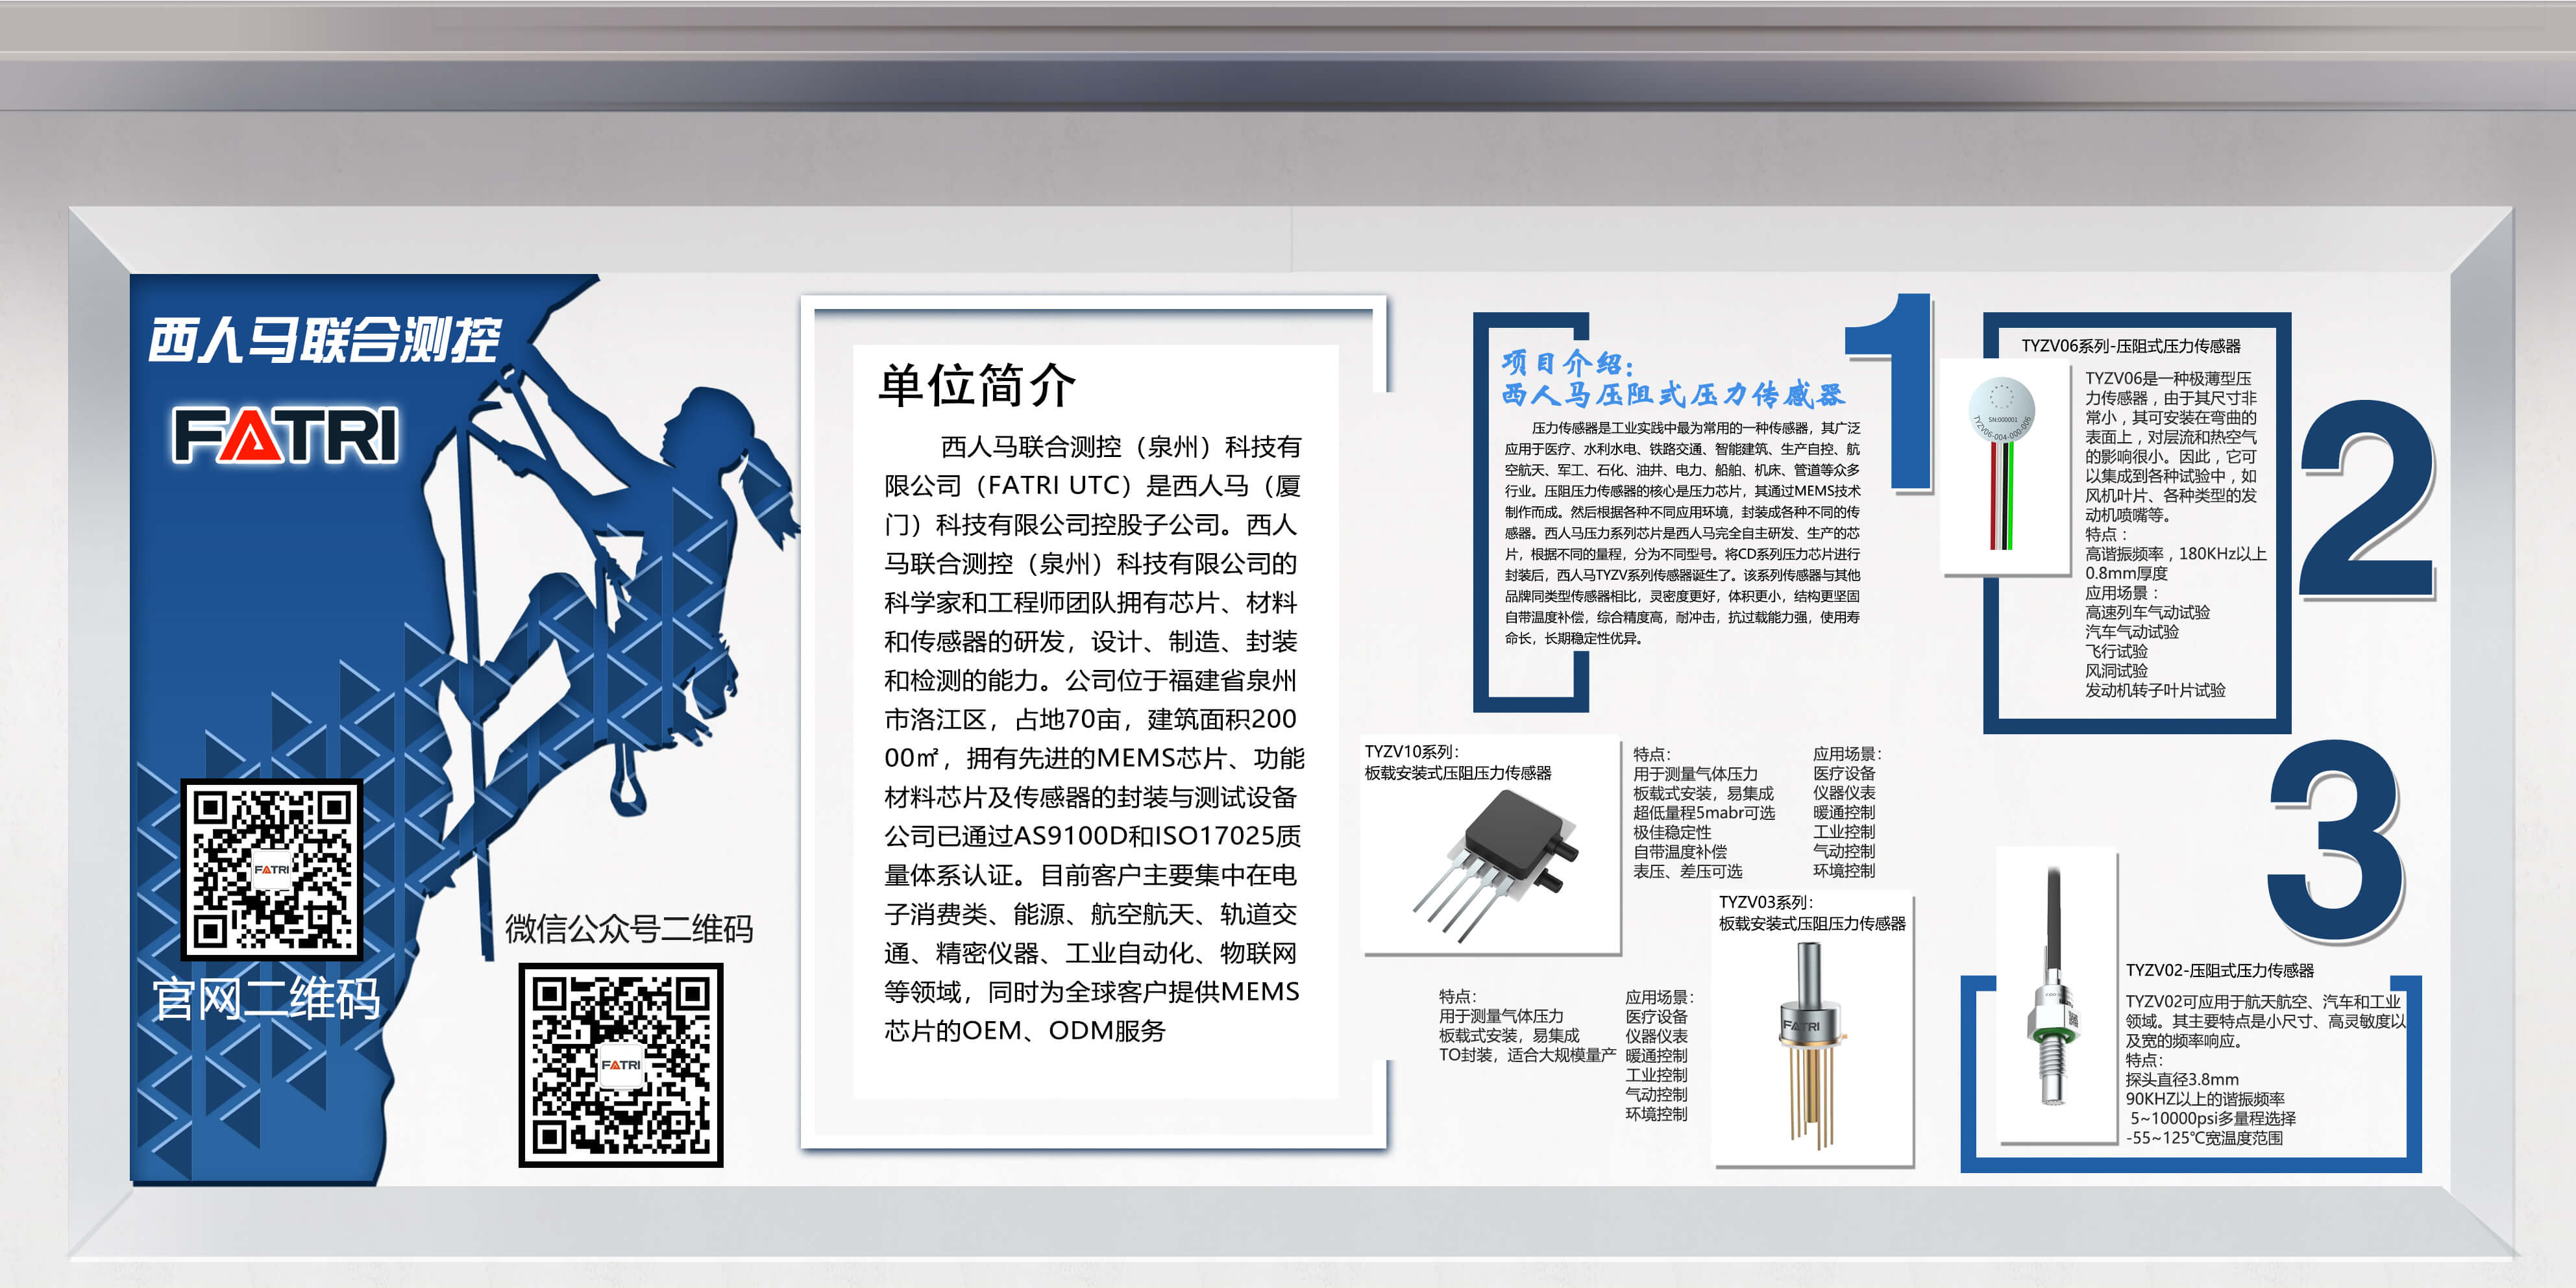 西人马联合测控
FATRI
FATRI
官网二维码
微信公众号二维码
FATRI
单位简介
西人马联合测控（泉州）科技有
限公司（FATRI UTC）是西人马（厦
门）科技有限公司控股子公司。西人
马联合测控（泉州）科技有限公司的
科学家和工程师团队拥有芯片、材料
和传感器的研发，设计、制造、封装
和检测的能力。公司位于福建省泉州
市洛江区，占地70亩，建筑面积200
00㎡，拥有先进的MEMS芯片、功能
材料芯片及传感器的封装与测试设备
公司已通过AS9100D和ISO17025质
量体系认证。目前客户主要集中在电
子消费类、能源、航空航天、轨道交
通、精密仪器、工业自动化、物联网
等领域，同时为全球客户提供MEMS
芯片的OEM、ODM服务
1
项目介绍：
西人马压阻式压力传感器
压力传感器是工业实践中最为常用的一种传感器，其广泛
应用于医疗、水利水电、铁路交通、智能建筑、生产自控、航
空航天、军工、石化、油井、电力、船舶、机床、管道等众多
行业。压阻压力传感器的核心是压力芯片，其通过MEMS技术
制作而成。然后根据各种不同应用环境，封装成各种不同的传
感器。西人马压力系列芯片是西人马完全自主研发、生产的芯
片，根据不同的量程，分为不同型号。将CD系列压力芯片进行
封装后，西人马TYZV系列传感器诞生了。该系列传感器与其他
品牌同类型传感器相比，灵密度更好，体积更小，结构更坚固
自带温度补偿，综合精度高，耐冲击，抗过载能力强，使用寿
命长，长期稳定性优异。
TYZV10系列：
板载安装式压阻压力传感器
特点：
用于测量气体压力
板载式安装，易集成
超低量程5mabr可选
极佳稳定性
自带温度补偿
表压、差压可选
应用场景：
医疗设备
仪器仪表
暖通控制
工业控制
气动控制
环境控制
TYZV03系列：
板载安装式压阻压力传感器
FATRI
特点：
用于测量气体压力
板载式安装，易集成
TO封装，适合大规模量产
应用场景：
医疗设备
仪器仪表
暖通控制
工业控制
气动控制
环境控制
2
TYZV06系列-压阻式压力传感器
SN:000001
TYZV06-004-000-006
TYZV06是一种极薄型压
力传感器，由于其尺寸非
常小，其可安装在弯曲的
表面上，对层流和热空气
的影响很小。因此，它可
以集成到各种试验中，如
风机叶片、各种类型的发
动机喷嘴等。
特点：
高谐振频率，180KHz以上
0.8mm厚度
应用场景：
高速列车气动试验
汽车气动试验
飞行试验
风洞试验
发动机转子叶片试验
3
TYZV02-压阻式压力传感器
TYZV02可应用于航天航空、汽车和工业
领域。其主要特点是小尺寸、高灵敏度以
及宽的频率响应。
特点：
探头直径3.8mm
90KHZ以上的谐振频率
5~10000psi多量程选择
-55~125℃宽温度范围